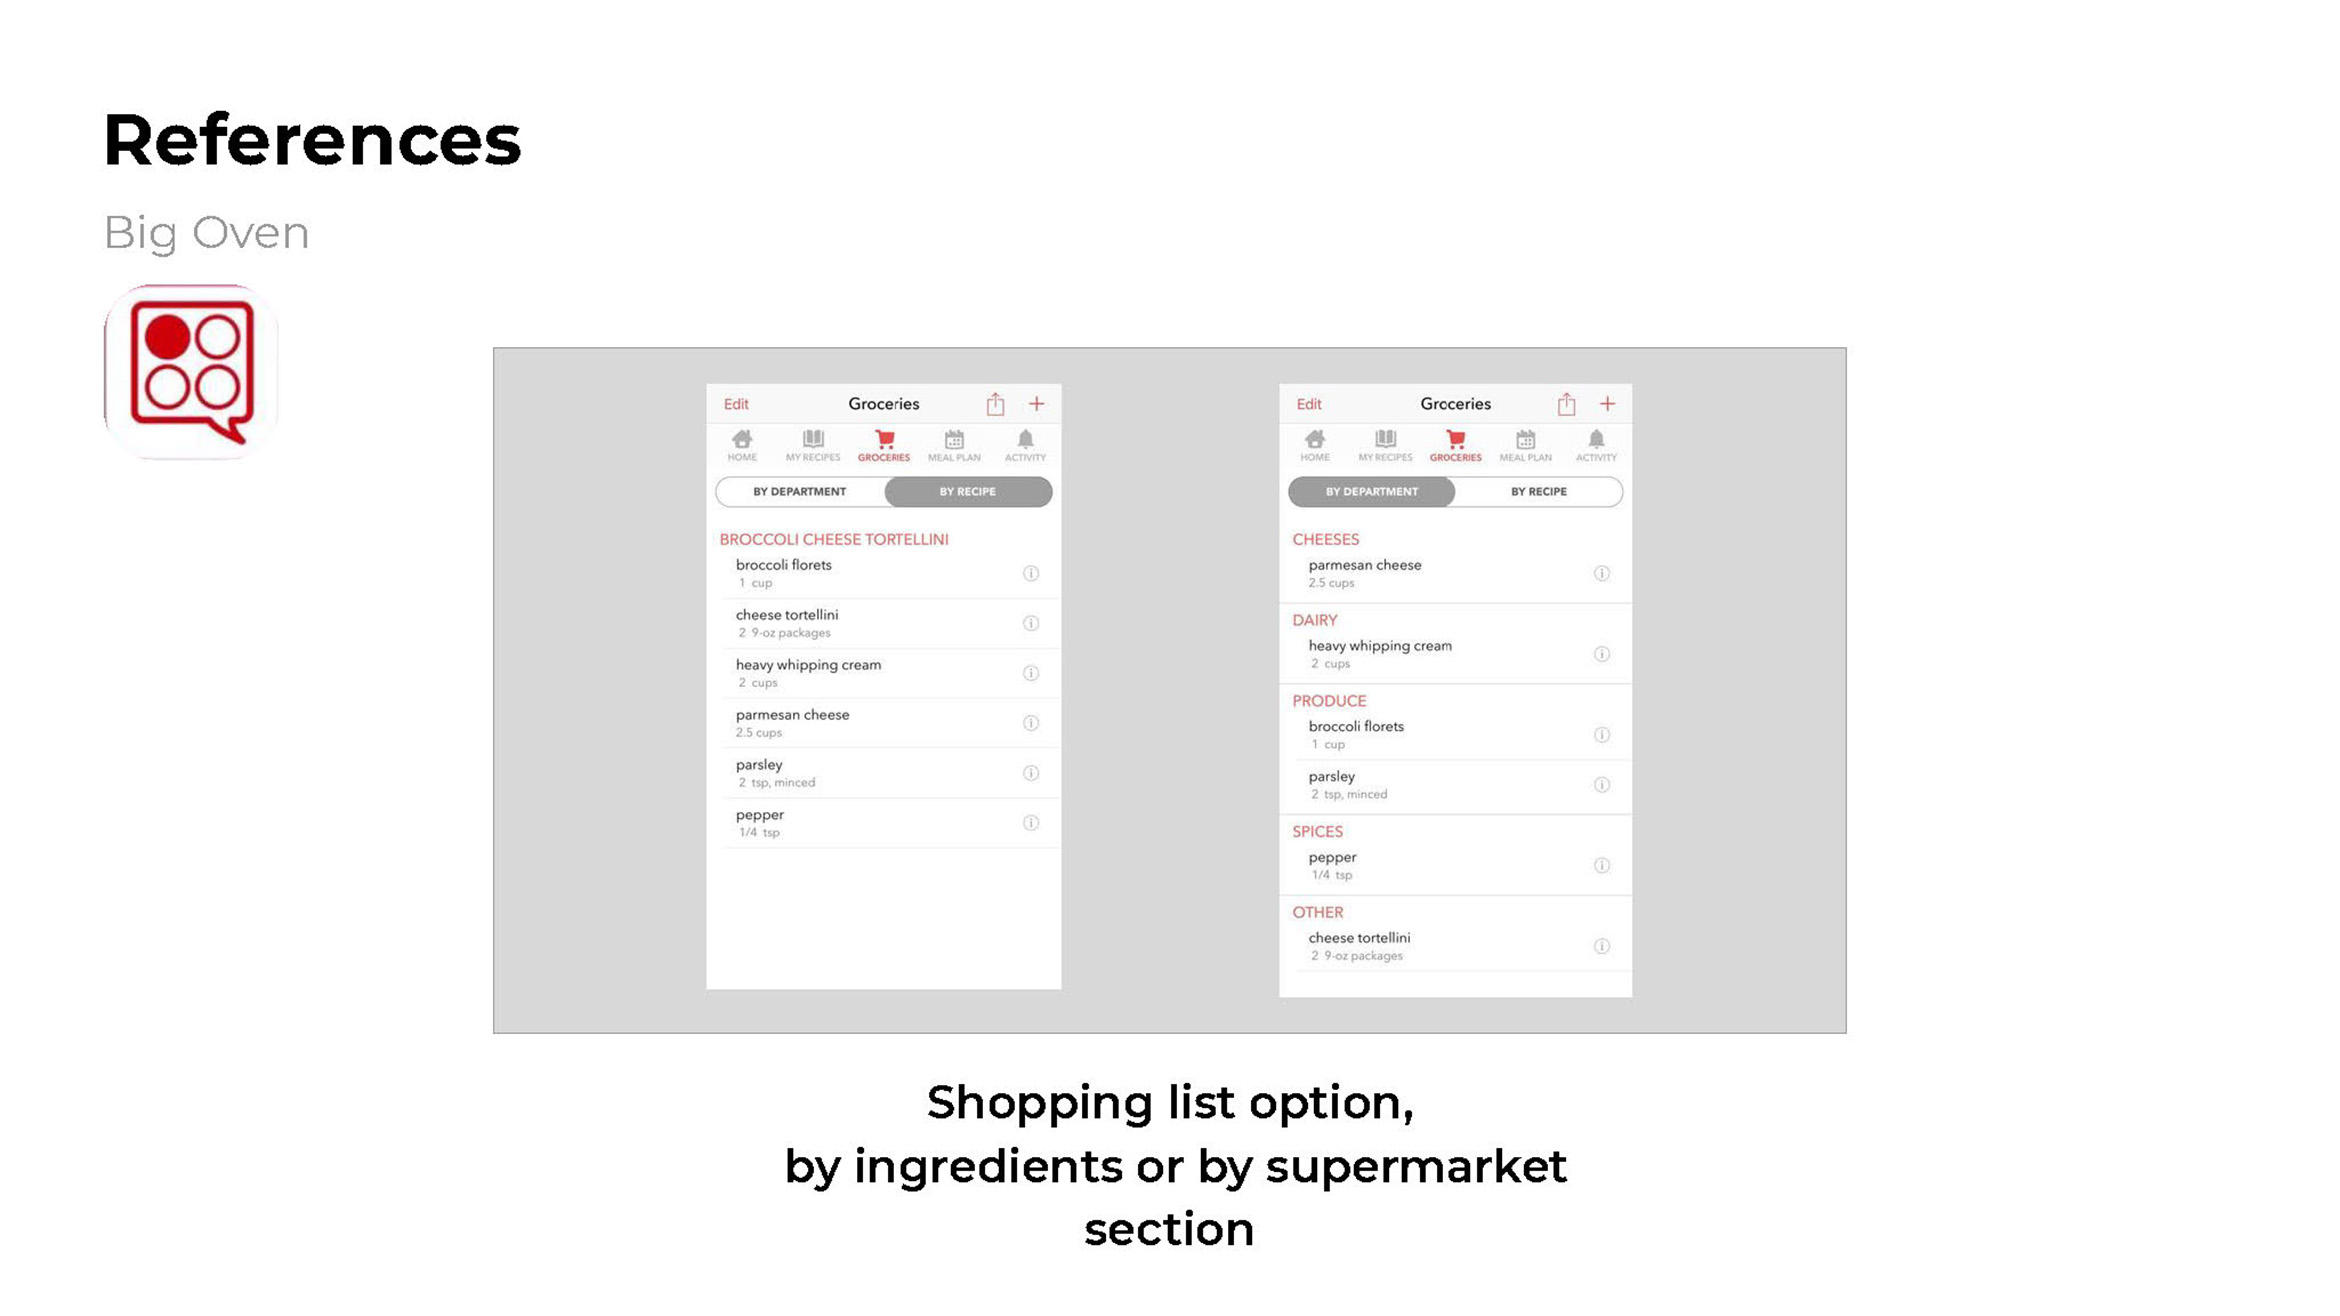 References
Big Oven
Edit Groceries +
HOME MY RECIPES GROCERIES MEAL PLAN ACTIVITY
BY DEPARTMENT BY RECIPE
BROCCOLI CHEESE TORTELLINI
broccoli florets
1 cup
cheese tortellini
2 9-oz packages
heavy whipping cream
2 cups
parmesan cheese
2.5 cups
parsley
2 tsp, minced
pepper
1/4 tsp
Edit Groceries +
HOME MY RECIPES GROCERIES MEAL PLAN ACTIVITY
BY DEPARTMENT BY RECIPE
CHEESES
parmesan cheese
2.5 cups
DAIRY
heavy whipping cream
2 cups
PRODUCE
broccoli florets
1 cup
parsley
2 tsp, minced
SPICES
pepper
1/4 tsp
OTHER
cheese tortellini
2 9-oz packages
Shopping list option,
by ingredients or by supermarket
section